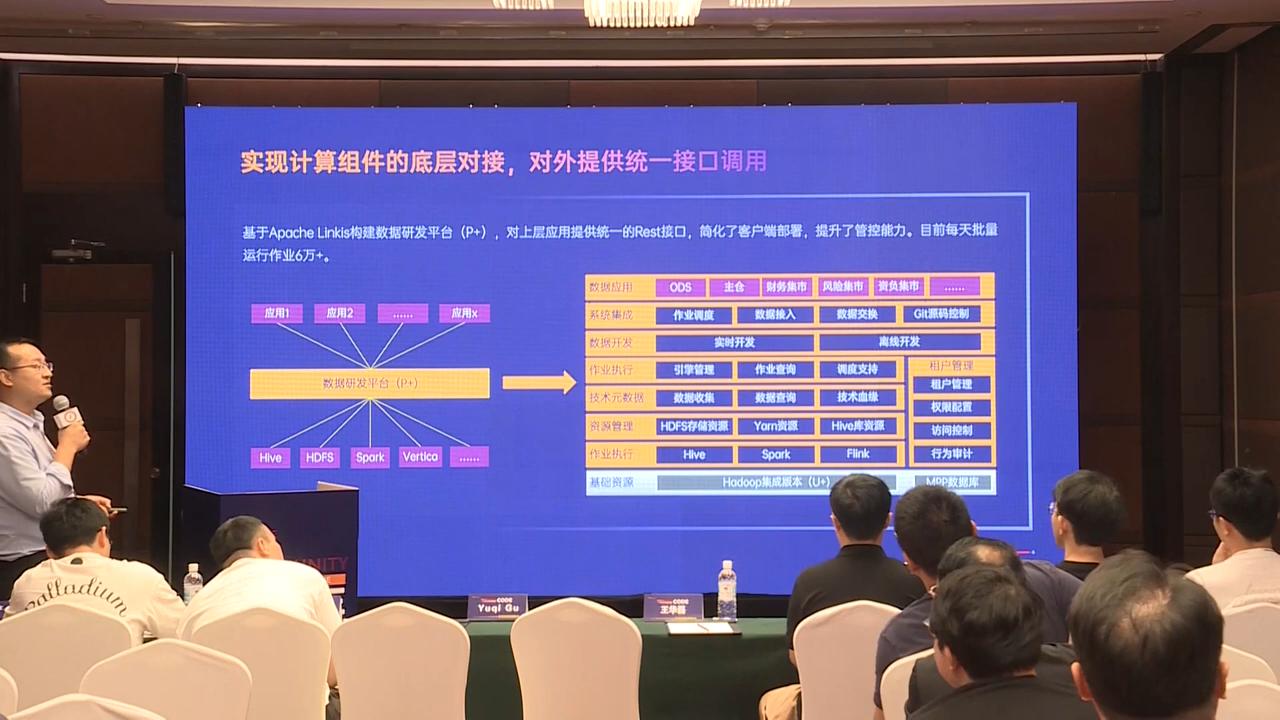 实现计算组件的底层对接，对外提供统一接口调用
基于Apache Linkis构建数据研发平台（P+），对上层应用提供统一的Rest接口，简化了客户端部署，提升了管控能力。目前每天批量
运行作业6万+。
应用1 应用2 ...... 应用x
数据研发平台（P+）
Hive HDFS Spark Vertica ......
数据应用 ODS 主仓 财务集市 风险集市 资负集市 ......
系统集成 作业调度 数据接入 数据交换 Git源码控制
数据开发 实时开发 离线开发
作业执行 引擎管理 作业查询 调度支持
技术元数据 数据收集 数据查询 技术血缘
资源管理 HDFS存储资源 Yarn资源 Hive库资源
作业执行 Hive Spark Flink
租户管理
租户管理
权限配置
访问控制
行为审计
基础资源 Hadoop集成版本（U+） MPP数据库
palladium
UNITY
CODE
Yuqi Gu
CODE